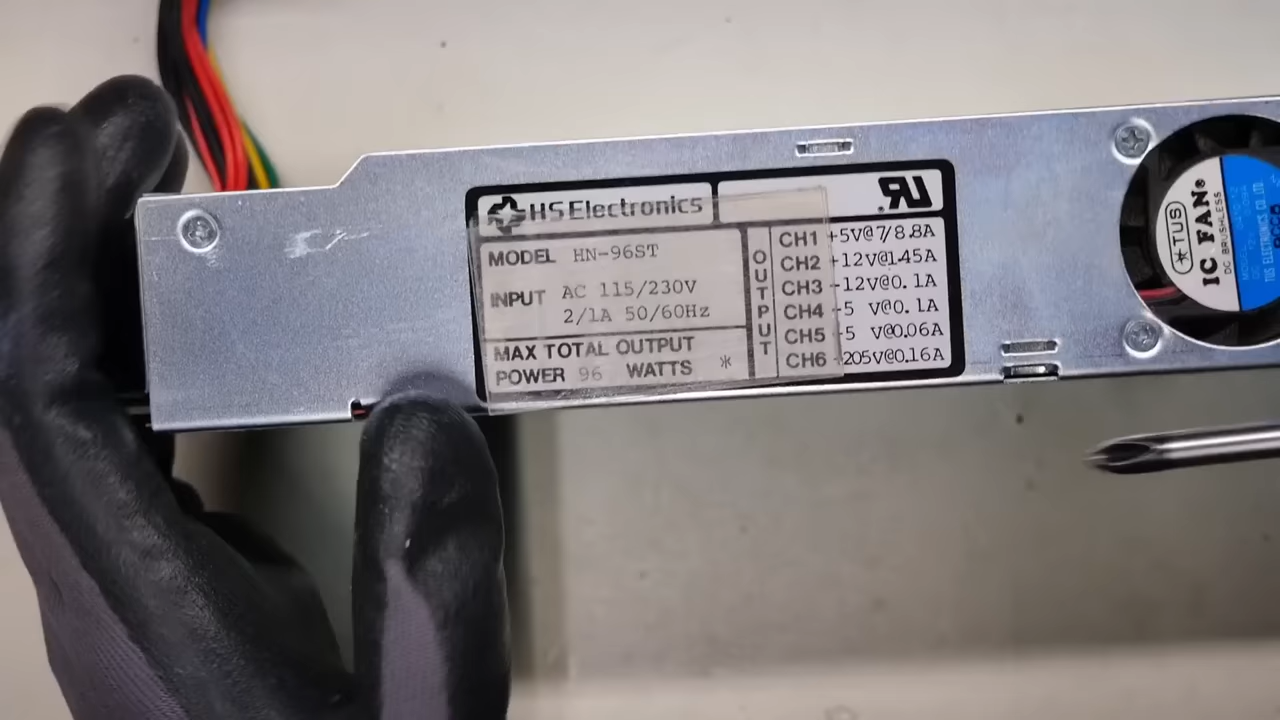 HS Electronics
MODEL HN-96ST
INPUT AC 115/230V
2/1A 50/60Hz
MAX TOTAL OUTPUT
POWER 96 WATTS *
OUTPUT
CH1 +5V@7/8.8A
CH2 +12V@1.45A
CH3 -12V@0.1A
CH4 -5 V@0.1A
CH5 -5 V@0.06A
CH6 205V@0.16A
TUS
IC FAN®
DC BRUSHLESS
TUS ELECTRONICS CO. LTD.